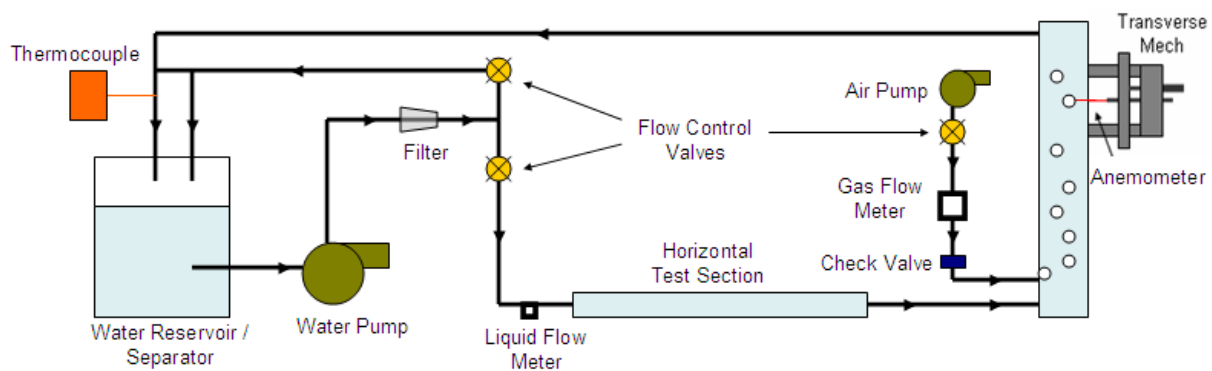 Thermocouple
Transverse
Mech
Air Pump
Filter
Flow Control
Valves
Anemometer
Gas Flow
Meter
Horizontal
Test Section
Check Valve
Water Reservoir /
Separator
Water Pump
Liquid Flow
Meter